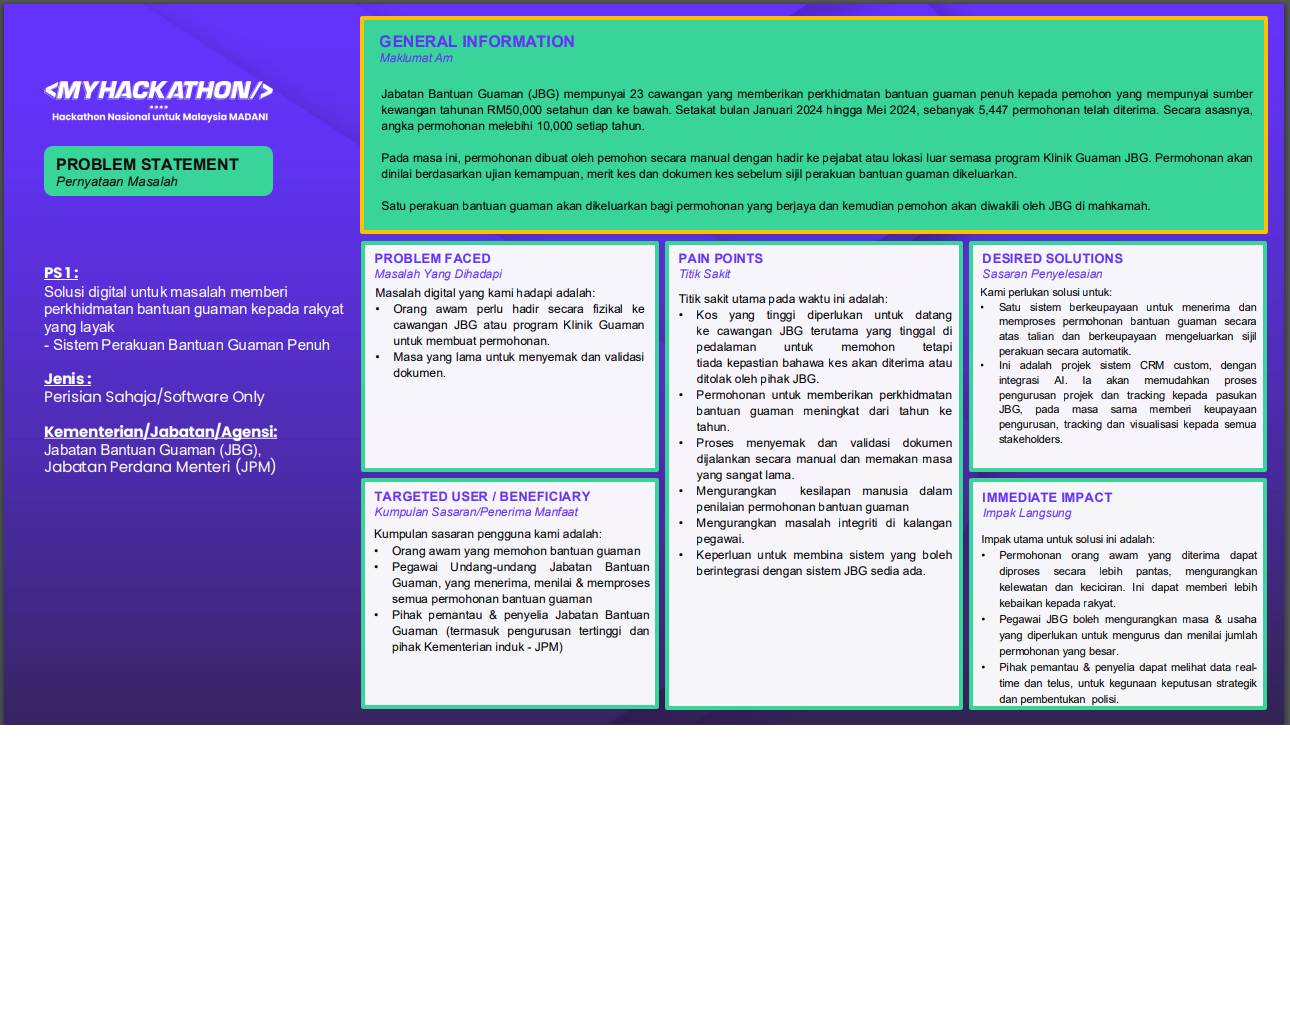 <MYHACKATHON/>
Hackathon Nasional untuk Malaysia MADANI
PROBLEM STATEMENT
Pernyataan Masalah
PS 1 :
Solusi digital untuk masalah memberi
perkhidmatan bantuan guaman kepada rakyat
yang layak
- Sistem Perakuan Bantuan Guaman Penuh
Jenis :
Perisian Sahaja/Software Only
Kementerian/Jabatan/Agensi:
Jabatan Bantuan Guaman (JBG),
Jabatan Perdana Menteri (JPM)
GENERAL INFORMATION
Maklumat Am
Jabatan Bantuan Guaman (JBG) mempunyai 23 cawangan yang memberikan perkhidmatan bantuan guaman penuh kepada pemohon yang mempunyai sumber
kewangan tahunan RM50,000 setahun dan ke bawah. Setakat bulan Januari 2024 hingga Mei 2024, sebanyak 5,447 permohonan telah diterima. Secara asasnya,
angka permohonan melebihi 10,000 setiap tahun.
Pada masa ini, permohonan dibuat oleh pemohon secara manual dengan hadir ke pejabat atau lokasi luar semasa program Klinik Guaman JBG. Permohonan akan
dinilai berdasarkan ujian kemampuan, merit kes dan dokumen kes sebelum sijil perakuan bantuan guaman dikeluarkan.
Satu perakuan bantuan guaman akan dikeluarkan bagi permohonan yang berjaya dan kemudian pemohon akan diwakili oleh JBG di mahkamah.
PROBLEM FACED
Masalah Yang Dihadapi
Masalah digital yang kami hadapi adalah:
• Orang awam perlu hadir secara fizikal ke
cawangan JBG atau program Klinik Guaman
untuk membuat permohonan.
• Masa yang lama untuk menyemak dan validasi
dokumen.
TARGETED USER / BENEFICIARY
Kumpulan Sasaran/Penerima Manfaat
Kumpulan sasaran pengguna kami adalah:
• Orang awam yang memohon bantuan guaman
• Pegawai Undang-undang Jabatan Bantuan
Guaman, yang menerima, menilai & memproses
semua permohonan bantuan guaman
• Pihak pemantau & penyelia Jabatan Bantuan
Guaman (termasuk pengurusan tertinggi dan
pihak Kementerian induk - JPM)
PAIN POINTS
Titik Sakit
Titik sakit utama pada waktu ini adalah:
• Kos yang tinggi diperlukan untuk datang
ke cawangan JBG terutama yang tinggal di
pedalaman untuk memohon tetapi
tiada kepastian bahawa kes akan diterima atau
ditolak oleh pihak JBG.
• Permohonan untuk memberikan perkhidmatan
bantuan guaman meningkat dari tahun ke
tahun.
• Proses menyemak dan validasi dokumen
dijalankan secara manual dan memakan masa
yang sangat lama.
• Mengurangkan kesilapan manusia dalam
penilaian permohonan bantuan guaman
• Mengurangkan masalah integriti di kalangan
pegawai.
• Keperluan untuk membina sistem yang boleh
berintegrasi dengan sistem JBG sedia ada.
DESIRED SOLUTIONS
Sasaran Penyelesaian
Kami perlukan solusi untuk:
• Satu sistem berkeupayaan untuk menerima dan
memproses permohonan bantuan guaman secara
atas talian dan berkeupayaan mengeluarkan sijil
perakuan secara automatik.
• Ini adalah projek sistem CRM custom, dengan
integrasi AI. Ia akan memudahkan proses
pengurusan projek dan tracking kepada pasukan
JBG, pada masa sama memberi keupayaan
pengurusan, tracking dan visualisasi kepada semua
stakeholders.
IMMEDIATE IMPACT
Impak Langsung
Impak utama untuk solusi ini adalah:
• Permohonan orang awam yang diterima dapat
diproses secara lebih pantas, mengurangkan
kelewatan dan keciciran. Ini dapat memberi lebih
kebaikan kepada rakyat.
• Pegawai JBG boleh mengurangkan masa & usaha
yang diperlukan untuk mengurus dan menilai jumlah
permohonan yang besar.
• Pihak pemantau & penyelia dapat melihat data real-
time dan telus, untuk kegunaan keputusan strategik
dan pembentukan polisi.